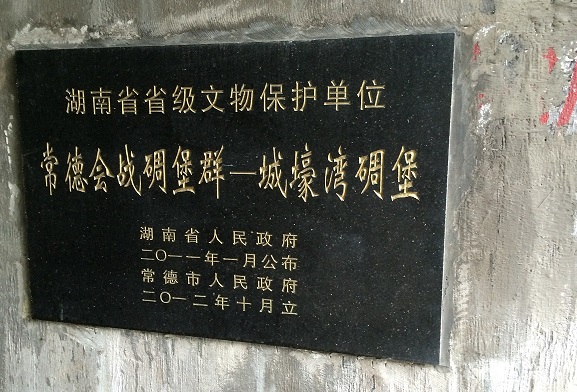 湖南省省级文物保护单位
常德会战碉堡群—城壕湾碉堡
湖南省人民政府
二〇一一年一月公布
常德市人民政府
二〇一二年十月立